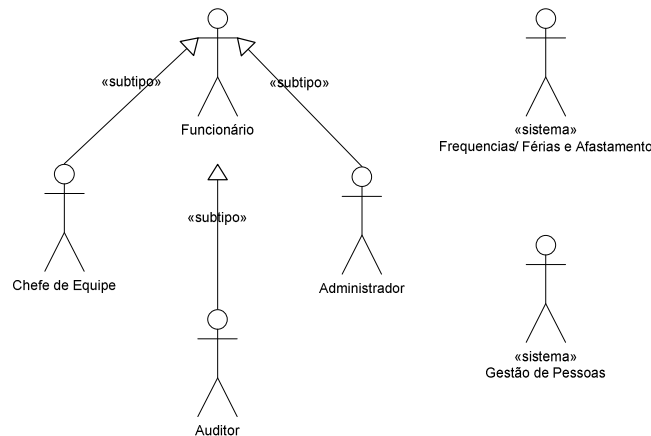 «subtipo»
«subtipo»
Funcionário
«sistema»
Frequencias/ Férias e Afastamento
«subtipo»
Chefe de Equipe
Administrador
«sistema»
Gestão de Pessoas
Auditor